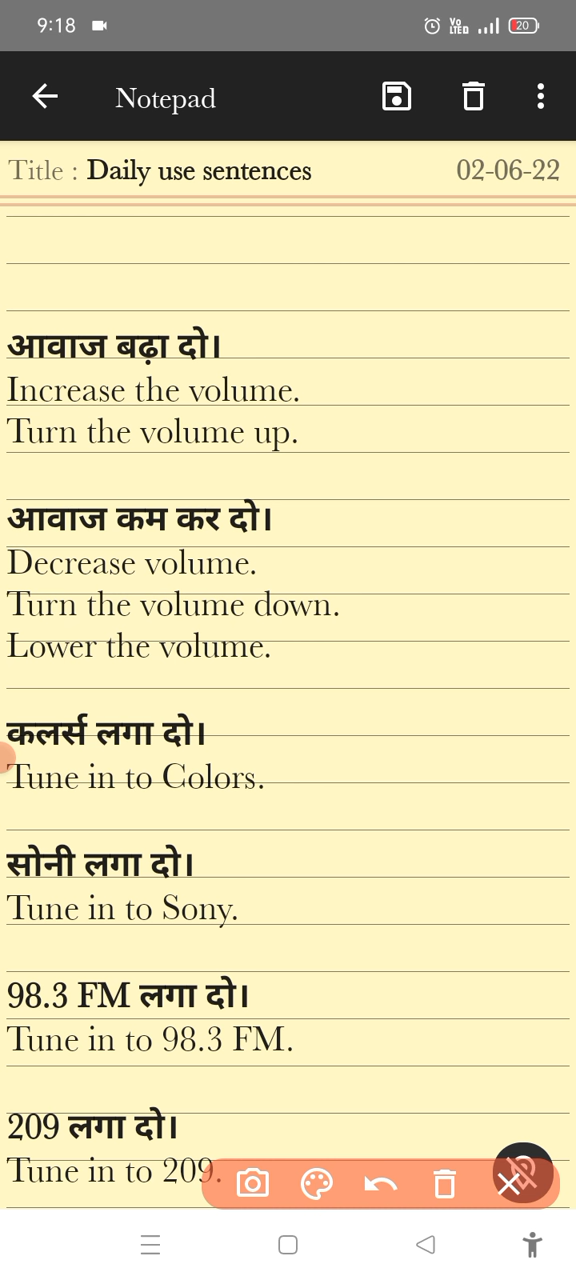 9:18
Vo LTED
20
Notepad
Title : Daily use sentences 02-06-22
आवाज बढ़ा दो।
Increase the volume.
Turn the volume up.
आवाज कम कर दो।
Decrease volume.
Turn the volume down.
Lower the volume.
कलर्स लगा दो।
Tune in to Colors.
सोनी लगा दो।
Tune in to Sony.
98.3 FM लगा दो।
Tune in to 98.3 FM.
209 लगा दो।
Tune in to 209.